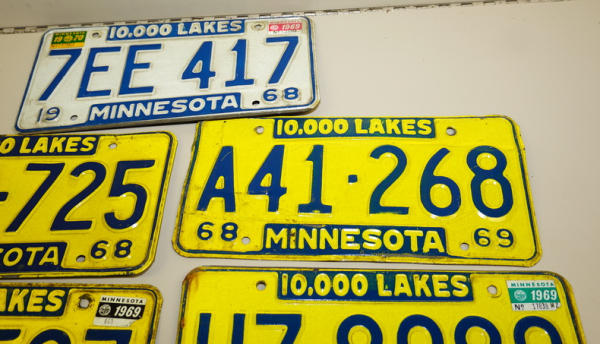 10,000 LAKES
1970
1969
7EE 417
19 68
MINNESOTA
0 LAKES
-725
OTA 68
10,000 LAKES
A41·268
68 MINNESOTA 69
AKES
MINNESOTA
1969
10,000 LAKES
MINNESOTA
1969